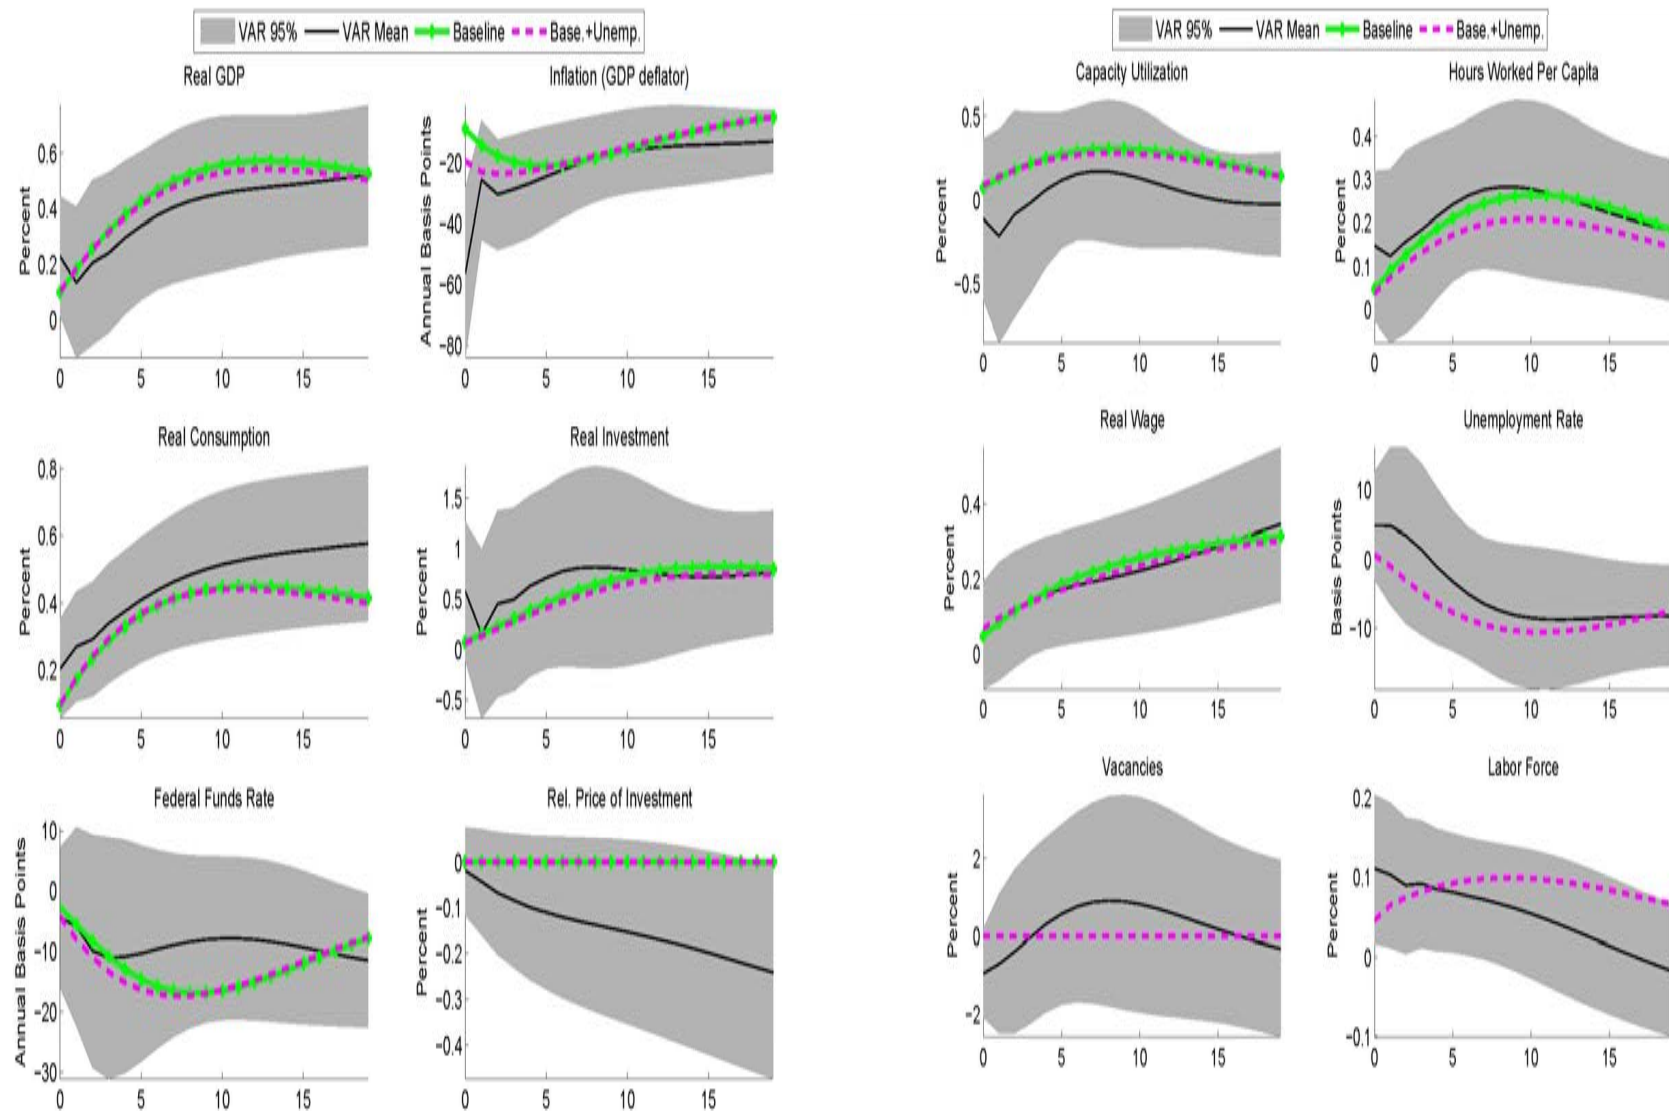 VAR 95% VAR Mean Baseline Base.+Unemp.
Real GDP
Percent
0.6
0.4
0.2
0
0 5 10 15
Inflation (GDP deflator)
Annual Basis Points
−20
−40
−60
−80
0 5 10 15
Real Consumption
Percent
0.8
0.6
0.4
0.2
0 5 10 15
Real Investment
Percent
1.5
1
0.5
0
−0.5
0 5 10 15
Federal Funds Rate
Annual Basis Points
10
0
−10
−20
−30
0 5 10 15
Rel. Price of Investment
Percent
0
−0.1
−0.2
−0.3
−0.4
0 5 10 15
VAR 95% VAR Mean Baseline Base.+Unemp.
Capacity Utilization
Percent
0.5
0
−0.5
0 5 10 15
Hours Worked Per Capita
Percent
0.4
0.3
0.2
0.1
0
0 5 10 15
Real Wage
Percent
0.4
0.2
0
0 5 10 15
Unemployment Rate
Basis Points
10
0
−10
0 5 10 15
Vacancies
Percent
2
0
−2
0 5 10 15
Labor Force
Percent
0.2
0.1
0
−0.1
0 5 10 15